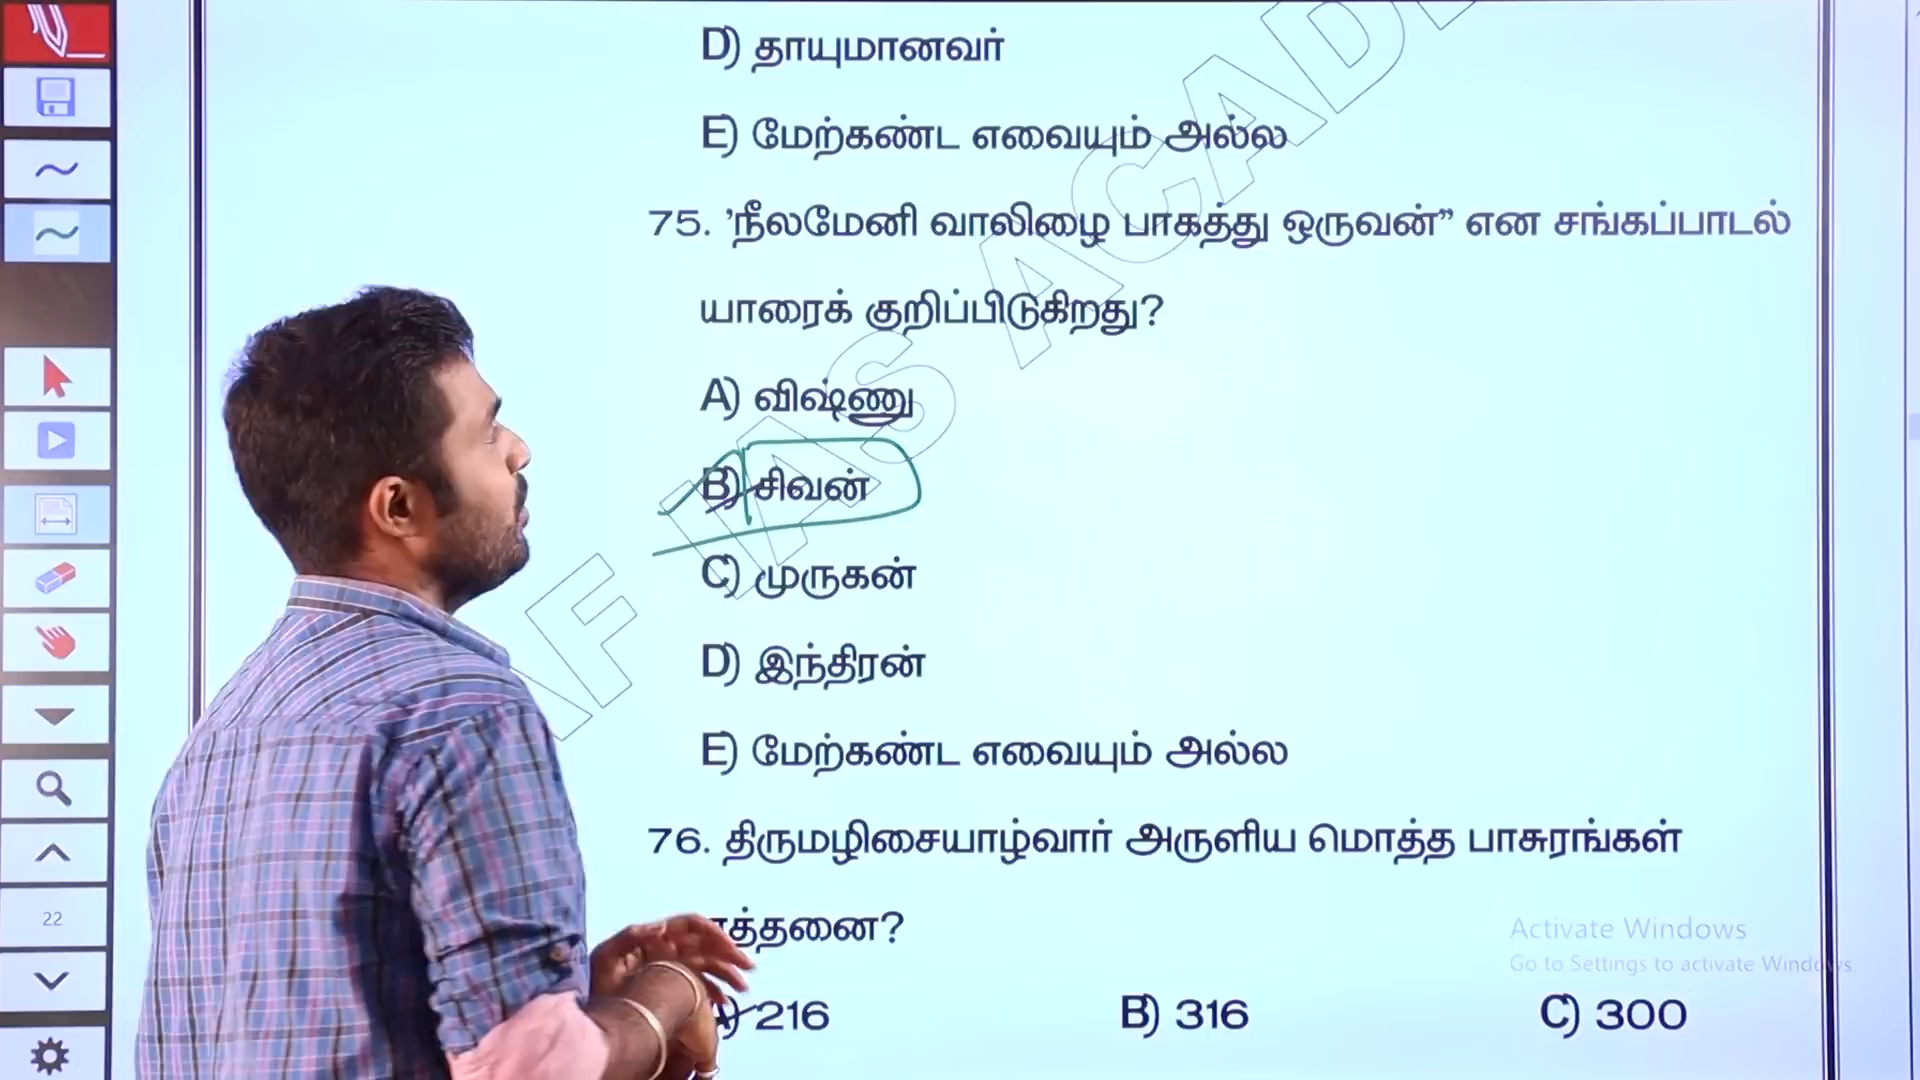 D) தாயுமானவர்
E) மேற்கண்ட எவையும் அல்ல
75. ’நீலமேனி வாலிழை பாகத்து ஒருவன்” என சங்கப்பாடல்
யாரைக் குறிப்பிடுகிறது?
A) விஷ்ணு
B) சிவன்
C) முருகன்
D) இந்திரன்
E) மேற்கண்ட எவையும் அல்ல
76. திருமழிசையாழ்வார் அருளிய மொத்த பாசுரங்கள்
A) 216 B) 316 C) 300
22
Activate Windows
Go to Settings to activate Windows
IAS ACAD